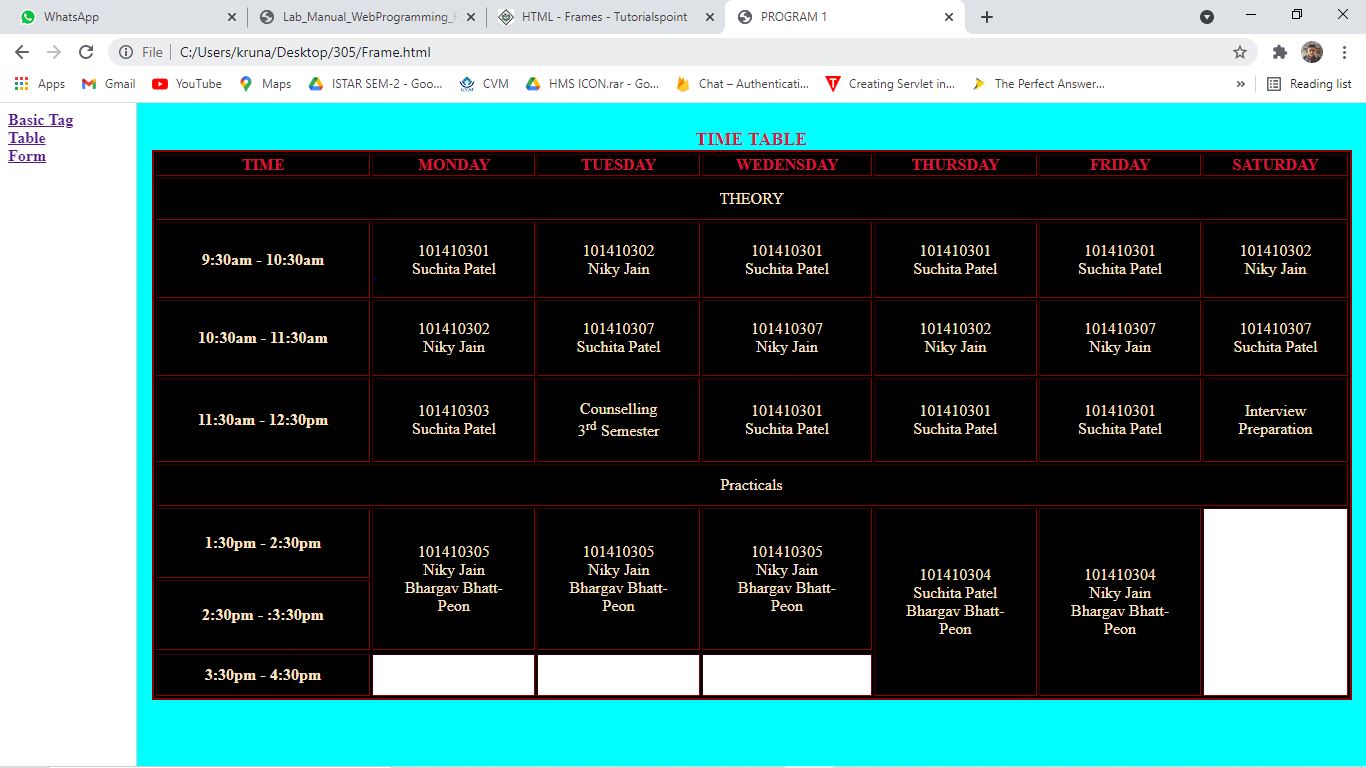 WhatsApp
Lab_Manual_WebProgramming_F
HTML - Frames - Tutorialspoint
PROGRAM 1
File
C:/Users/kruna/Desktop/305/Frame.html
Apps
Gmail
YouTube
Maps
ISTAR SEM-2 - Goo...
CVM
HMS ICON.rar - Go...
Chat – Authenticati...
Creating Servlet in...
The Perfect Answer...
»
Reading list
Basic Tag
Table
Form
TIME TABLE
TIME MONDAY TUESDAY WEDENSDAY THURSDAY FRIDAY SATURDAY
THEORY
9:30am - 10:30am
101410301
Suchita Patel
101410302
Niky Jain
101410301
Suchita Patel
101410301
Suchita Patel
101410301
Suchita Patel
101410302
Niky Jain
10:30am - 11:30am
101410302
Niky Jain
101410307
Suchita Patel
101410307
Niky Jain
101410302
Niky Jain
101410307
Niky Jain
101410307
Suchita Patel
11:30am - 12:30pm
101410303
Suchita Patel
Counselling
3rd Semester
101410301
Suchita Patel
101410301
Suchita Patel
101410301
Suchita Patel
Interview
Preparation
Practicals
1:30pm - 2:30pm
101410305
Niky Jain
Bhargav Bhatt-
Peon
101410305
Niky Jain
Bhargav Bhatt-
Peon
101410305
Niky Jain
Bhargav Bhatt-
Peon
101410304
Suchita Patel
Bhargav Bhatt-
Peon
101410304
Niky Jain
Bhargav Bhatt-
Peon
2:30pm - :3:30pm
3:30pm - 4:30pm